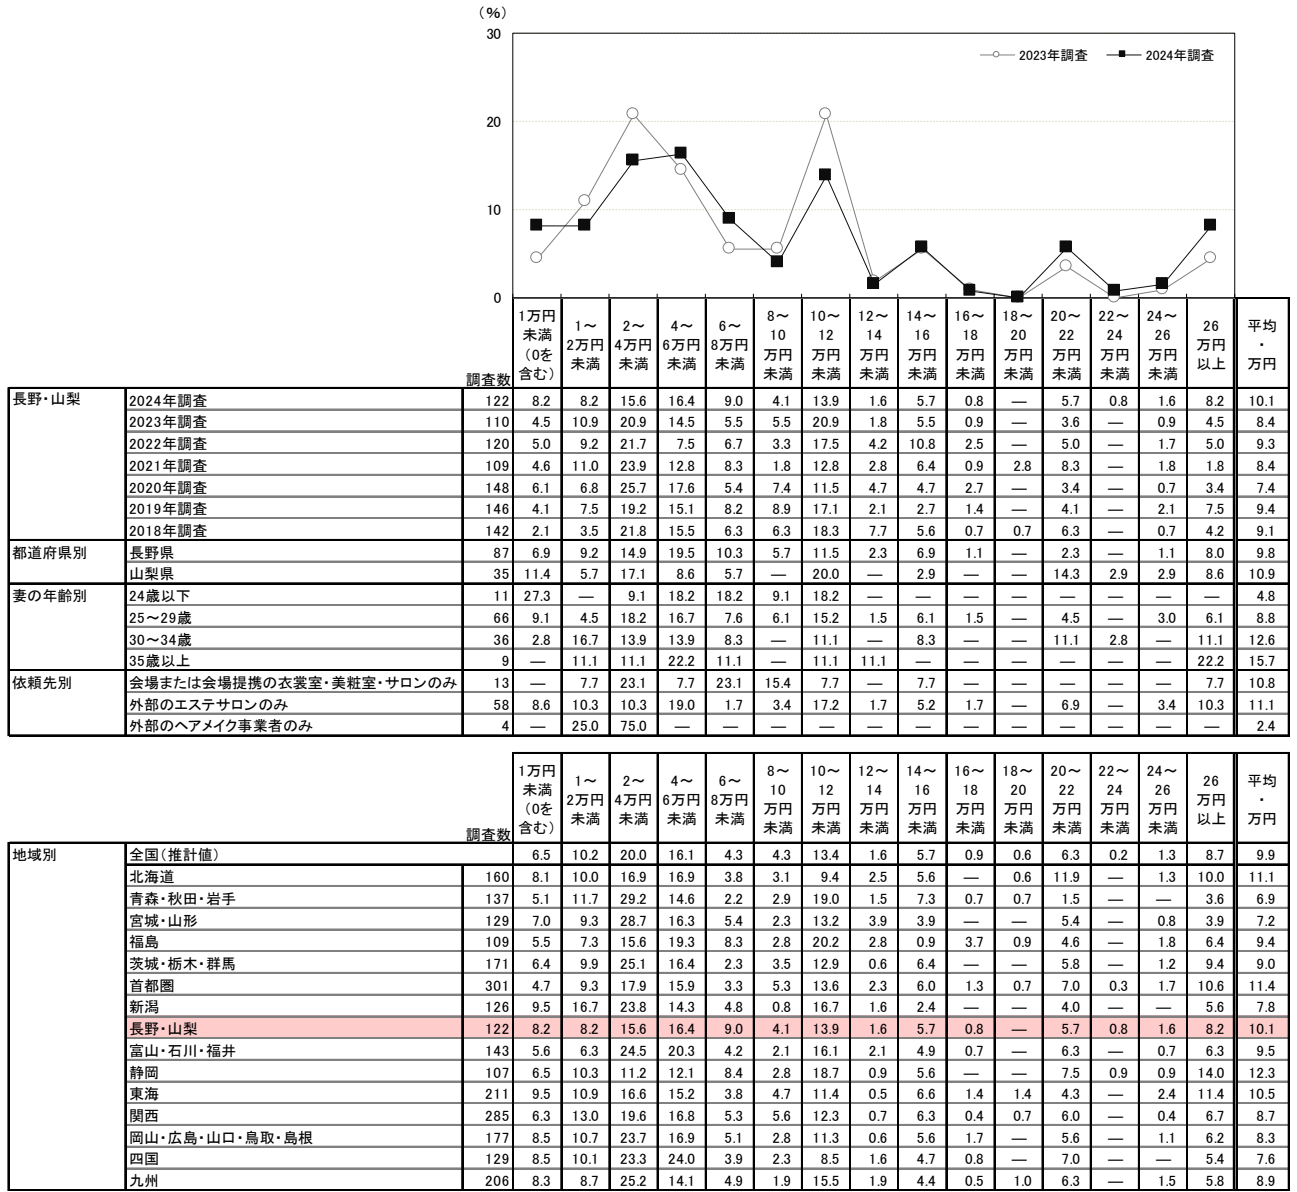 (%)
30
20
10
0
2023年調査 2024年調査
調査数 1万円未満(0を含む) 1～2万円未満 2～4万円未満 4～6万円未満 6～8万円未満 8～10万円未満 10～12万円未満 12～14万円未満 14～16万円未満 16～18万円未満 18～20万円未満 20～22万円未満 22～24万円未満 24～26万円未満 26万円以上 平均・万円
長野・山梨 2024年調査 122 8.2 8.2 15.6 16.4 9.0 4.1 13.9 1.6 5.7 0.8 — 5.7 0.8 1.6 8.2 10.1
2023年調査 110 4.5 10.9 20.9 14.5 5.5 5.5 20.9 1.8 5.5 0.9 — 3.6 — 0.9 4.5 8.4
2022年調査 120 5.0 9.2 21.7 7.5 6.7 3.3 17.5 4.2 10.8 2.5 — 5.0 — 1.7 5.0 9.3
2021年調査 109 4.6 11.0 23.9 12.8 8.3 1.8 12.8 2.8 6.4 0.9 2.8 8.3 — 1.8 1.8 8.4
2020年調査 148 6.1 6.8 25.7 17.6 5.4 7.4 11.5 4.7 4.7 2.7 — 3.4 — 0.7 3.4 7.4
2019年調査 146 4.1 7.5 19.2 15.1 8.2 8.9 17.1 2.1 2.7 1.4 — 4.1 — 2.1 7.5 9.4
2018年調査 142 2.1 3.5 21.8 15.5 6.3 6.3 18.3 7.7 5.6 0.7 0.7 6.3 — 0.7 4.2 9.1
都道府県別 長野県 87 6.9 9.2 14.9 19.5 10.3 5.7 11.5 2.3 6.9 1.1 — 2.3 — 1.1 8.0 9.8
山梨県 35 11.4 5.7 17.1 8.6 5.7 — 20.0 — 2.9 — — 14.3 2.9 2.9 8.6 10.9
妻の年齢別 24歳以下 11 27.3 — 9.1 18.2 18.2 9.1 18.2 — — — — — — — — 4.8
25～29歳 66 9.1 4.5 18.2 16.7 7.6 6.1 15.2 1.5 6.1 1.5 — 4.5 — 3.0 6.1 8.8
30～34歳 36 2.8 16.7 13.9 13.9 8.3 — 11.1 — 8.3 — — 11.1 2.8 — 11.1 12.6
35歳以上 9 — 11.1 11.1 22.2 11.1 — 11.1 11.1 — — — — — — 22.2 15.7
依頼先別 会場または会場提携の衣裳室・美粧室・サロンのみ 13 — 7.7 23.1 7.7 23.1 15.4 7.7 — 7.7 — — — — — 7.7 10.8
外部のエステサロンのみ 58 8.6 10.3 10.3 19.0 1.7 3.4 17.2 1.7 5.2 1.7 — 6.9 — 3.4 10.3 11.1
外部のヘアメイク事業者のみ 4 — 25.0 75.0 — — — — — — — — — — — — 2.4
調査数 1万円未満(0を含む) 1～2万円未満 2～4万円未満 4～6万円未満 6～8万円未満 8～10万円未満 10～12万円未満 12～14万円未満 14～16万円未満 16～18万円未満 18～20万円未満 20～22万円未満 22～24万円未満 24～26万円未満 26万円以上 平均・万円
地域別 全国(推計値) 6.5 10.2 20.0 16.1 4.3 4.3 13.4 1.6 5.7 0.9 0.6 6.3 0.2 1.3 8.7 9.9
北海道 160 8.1 10.0 16.9 16.9 3.8 3.1 9.4 2.5 5.6 — 0.6 11.9 — 1.3 10.0 11.1
青森・秋田・岩手 137 5.1 11.7 29.2 14.6 2.2 2.9 19.0 1.5 7.3 0.7 0.7 1.5 — — 3.6 6.9
宮城・山形 129 7.0 9.3 28.7 16.3 5.4 2.3 13.2 3.9 3.9 — — 5.4 — 0.8 3.9 7.2
福島 109 5.5 7.3 15.6 19.3 8.3 2.8 20.2 2.8 0.9 3.7 0.9 4.6 — 1.8 6.4 9.4
茨城・栃木・群馬 171 6.4 9.9 25.1 16.4 2.3 3.5 12.9 0.6 6.4 — — 5.8 — 1.2 9.4 9.0
首都圏 301 4.7 9.3 17.9 15.9 3.3 5.3 13.6 2.3 6.0 1.3 0.7 7.0 0.3 1.7 10.6 11.4
新潟 126 9.5 16.7 23.8 14.3 4.8 0.8 16.7 1.6 2.4 — — 4.0 — — 5.6 7.8
長野・山梨 122 8.2 8.2 15.6 16.4 9.0 4.1 13.9 1.6 5.7 0.8 — 5.7 0.8 1.6 8.2 10.1
富山・石川・福井 143 5.6 6.3 24.5 20.3 4.2 2.1 16.1 2.1 4.9 0.7 — 6.3 — 0.7 6.3 9.5
静岡 107 6.5 10.3 11.2 12.1 8.4 2.8 18.7 0.9 5.6 — — 7.5 0.9 0.9 14.0 12.3
東海 211 9.5 10.9 16.6 15.2 3.8 4.7 11.4 0.5 6.6 1.4 1.4 4.3 — 2.4 11.4 10.5
関西 285 6.3 13.0 19.6 16.8 5.3 5.6 12.3 0.7 6.3 0.4 0.7 6.0 — 0.4 6.7 8.7
岡山・広島・山口・鳥取・島根 177 8.5 10.7 23.7 16.9 5.1 2.8 11.3 0.6 5.6 1.7 — 5.6 — 1.1 6.2 8.3
四国 129 8.5 10.1 23.3 24.0 3.9 2.3 8.5 1.6 4.7 0.8 — 7.0 — — 5.4 7.6
九州 206 8.3 8.7 25.2 14.1 4.9 1.9 15.5 1.9 4.4 0.5 1.0 6.3 — 1.5 5.8 8.9